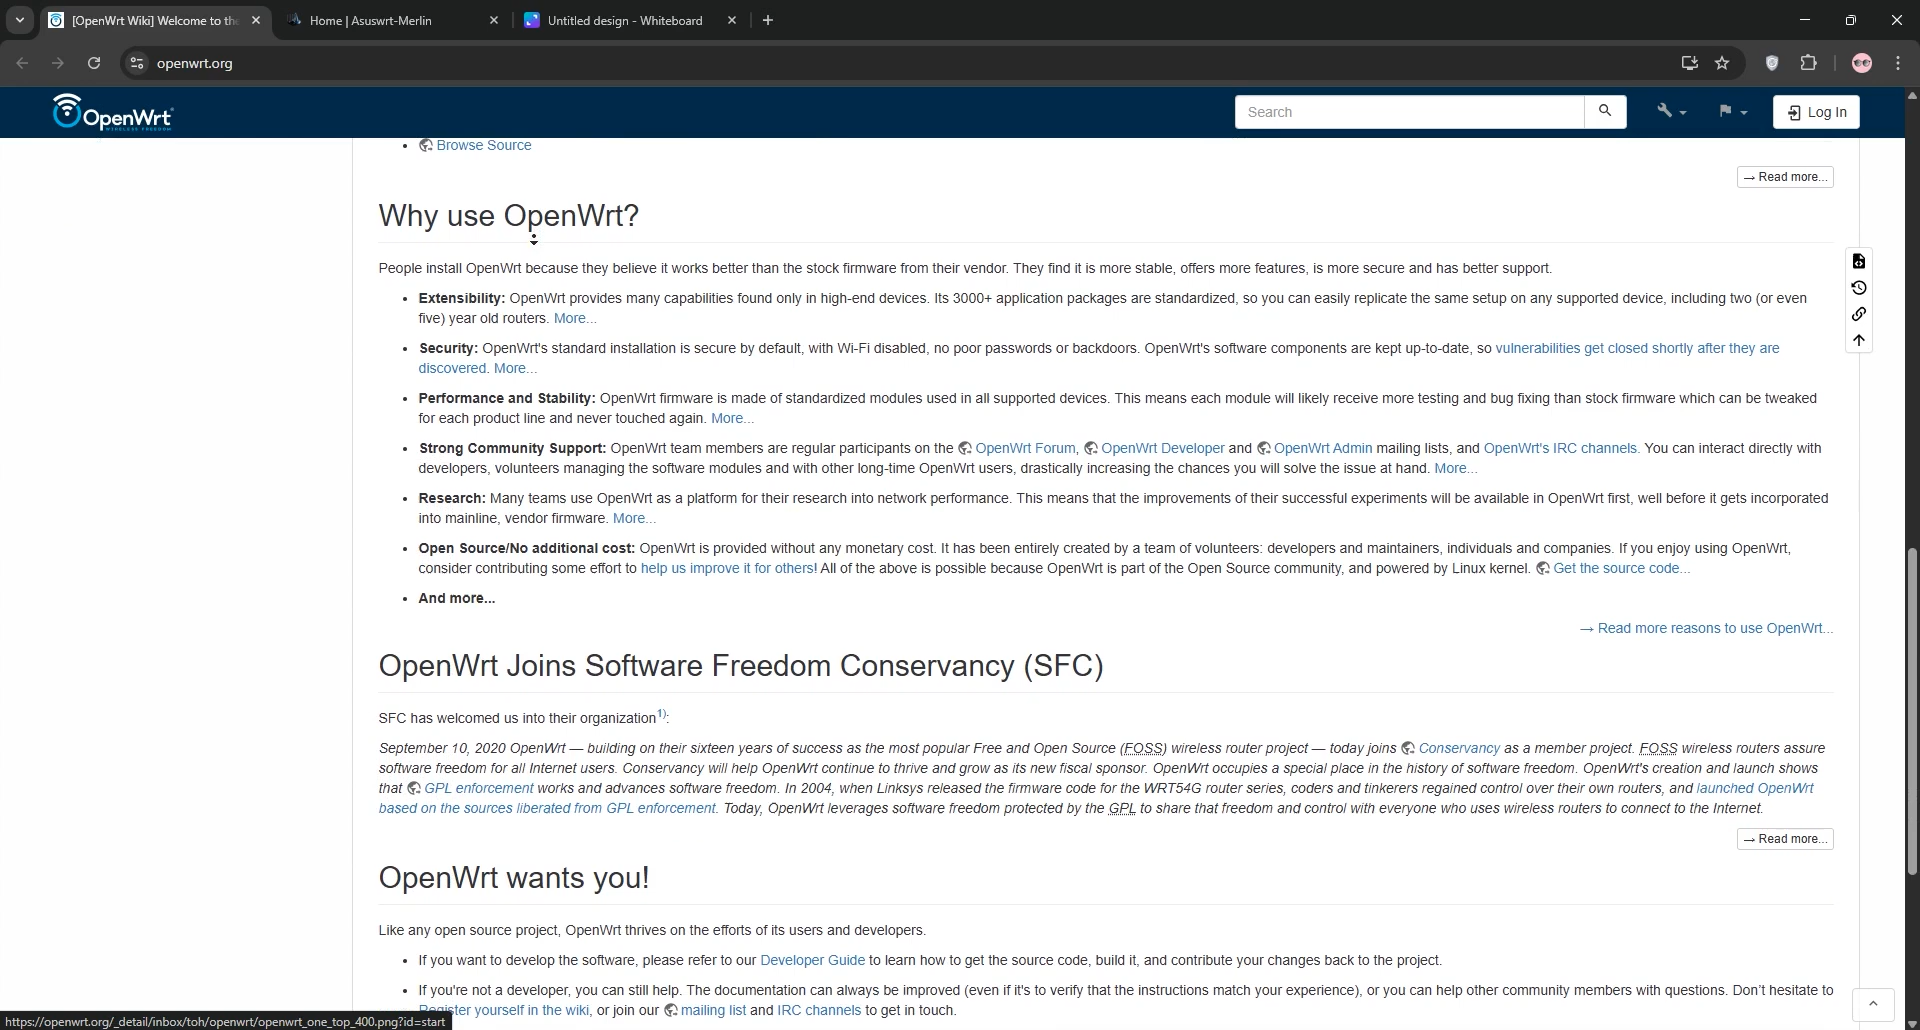 [OpenWrt Wiki] Welcome to th
Home | Asuswrt-Merlin
Untitled design - Whiteboard
openwrt.org
OpenWrt
WIRELESS FREEDOM
Search
Log In
Browse Source
→ Read more...
Why use OpenWrt?
People install OpenWrt because they believe it works better than the stock firmware from their vendor. They find it is more stable, offers more features, is more secure and has better support.
• Extensibility: OpenWrt provides many capabilities found only in high-end devices. Its 3000+ application packages are standardized, so you can easily replicate the same setup on any supported device, including two (or even
five) year old routers. More...
• Security: OpenWrt's standard installation is secure by default, with Wi-Fi disabled, no poor passwords or backdoors. OpenWrt's software components are kept up-to-date, so vulnerabilities get closed shortly after they are
discovered. More...
• Performance and Stability: OpenWrt firmware is made of standardized modules used in all supported devices. This means each module will likely receive more testing and bug fixing than stock firmware which can be tweaked
for each product line and never touched again. More...
• Strong Community Support: OpenWrt team members are regular participants on the OpenWrt Forum, OpenWrt Developer and OpenWrt Admin mailing lists, and OpenWrt's IRC channels. You can interact directly with
developers, volunteers managing the software modules and with other long-time OpenWrt users, drastically increasing the chances you will solve the issue at hand. More...
• Research: Many teams use OpenWrt as a platform for their research into network performance. This means that the improvements of their successful experiments will be available in OpenWrt first, well before it gets incorporated
into mainline, vendor firmware. More...
• Open Source/No additional cost: OpenWrt is provided without any monetary cost. It has been entirely created by a team of volunteers: developers and maintainers, individuals and companies. If you enjoy using OpenWrt,
consider contributing some effort to help us improve it for others! All of the above is possible because OpenWrt is part of the Open Source community, and powered by Linux kernel. Get the source code...
• And more...
→ Read more reasons to use OpenWrt...
OpenWrt Joins Software Freedom Conservancy (SFC)
SFC has welcomed us into their organization1):
September 10, 2020 OpenWrt — building on their sixteen years of success as the most popular Free and Open Source (FOSS) wireless router project — today joins Conservancy as a member project. FOSS wireless routers assure
software freedom for all Internet users. Conservancy will help OpenWrt continue to thrive and grow as its new fiscal sponsor. OpenWrt occupies a special place in the history of software freedom. OpenWrt's creation and launch shows
that GPL enforcement works and advances software freedom. In 2004, when Linksys released the firmware code for the WRT54G router series, coders and tinkerers regained control over their own routers, and launched OpenWrt
based on the sources liberated from GPL enforcement. Today, OpenWrt leverages software freedom protected by the GPL to share that freedom and control with everyone who uses wireless routers to connect to the Internet.
→ Read more...
OpenWrt wants you!
Like any open source project, OpenWrt thrives on the efforts of its users and developers.
• If you want to develop the software, please refer to our Developer Guide to learn how to get the source code, build it, and contribute your changes back to the project.
• If you're not a developer, you can still help. The documentation can always be improved (even if it's to verify that the instructions match your experience), or you can help other community members with questions. Don't hesitate to
Register yourself in the wiki, or join our mailing list and IRC channels to get in touch.
https://openwrt.org/_detail/inbox/toh/openwrt/openwrt_one_top_400.png?id=start